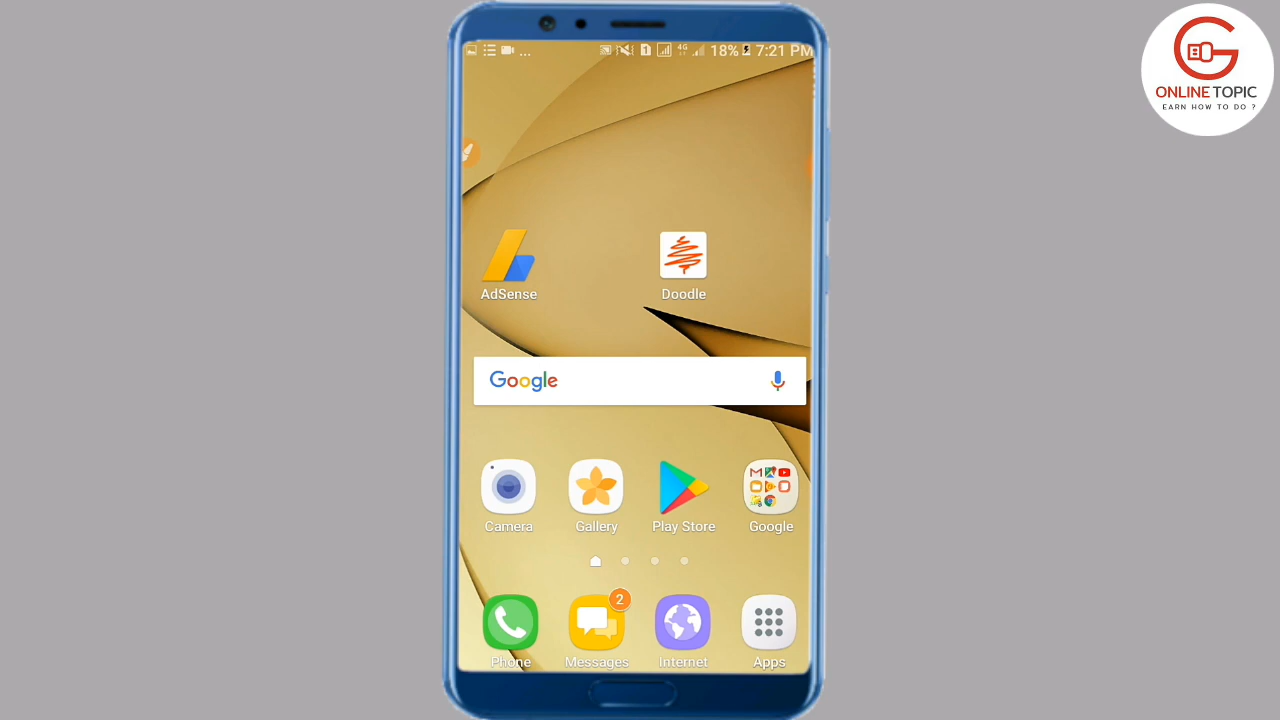 ... 4G 18% 7:21 PM
ONLINE TOPIC
EARN HOW TO DO ?
AdSense
Doodle
Google
Camera
Gallery
Play Store
Google
2
Phone
Messages
Internet
Apps